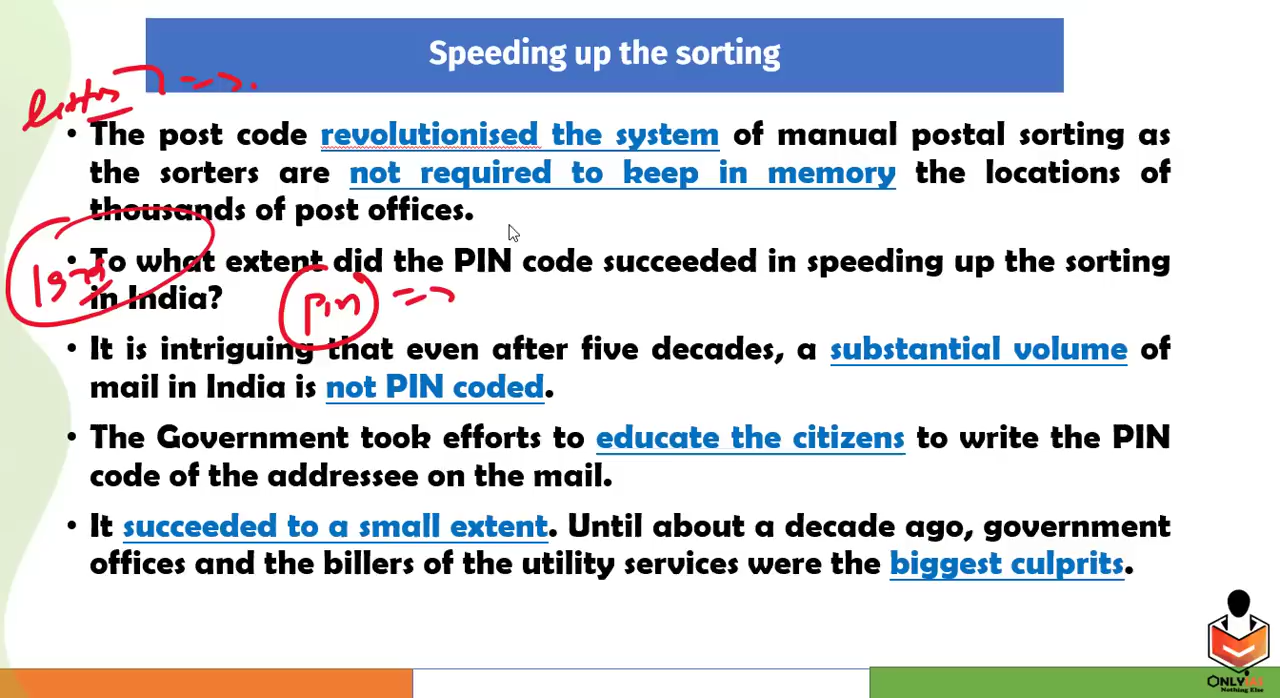 Speeding up the sorting
• The post code revolutionised the system of manual postal sorting as
the sorters are not required to keep in memory the locations of
thousands of post offices.
• To what extent did the PIN code succeeded in speeding up the sorting
in India?
Pin
• It is intriguing that even after five decades, a substantial volume of
mail in India is not PIN coded.
• The Government took efforts to educate the citizens to write the PIN
code of the addressee on the mail.
• It succeeded to a small extent. Until about a decade ago, government
offices and the billers of the utility services were the biggest culprits.
ONLYIAS
Nothing Else